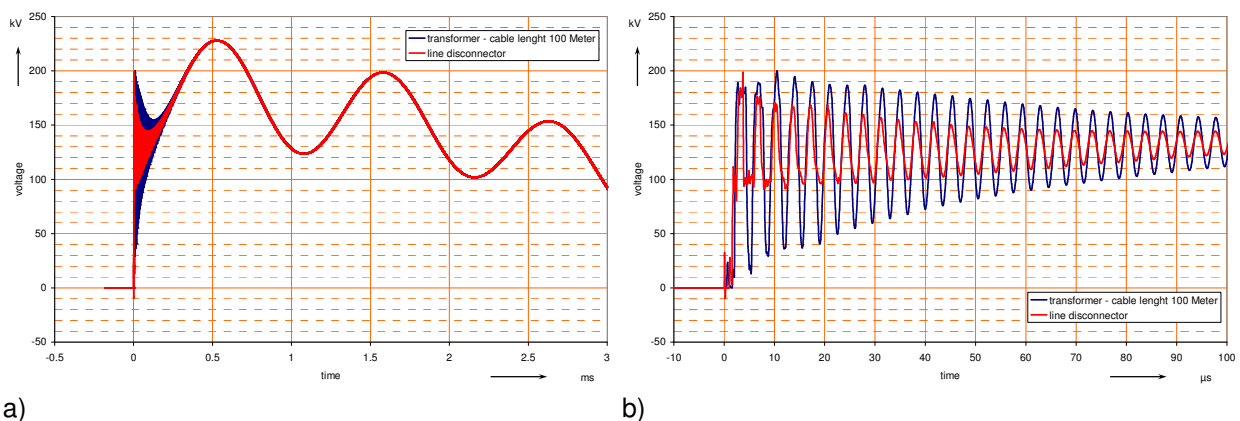 kV
250
200
150
100
50
0
-50
voltage
transformer - cable lenght 100 Meter
line disconnector
-0.5 0 0.5 1 1.5 2 2.5 3
time ms
a)
kV
250
200
150
100
50
0
-50
voltage
transformer - cable lenght 100 Meter
line disconnector
-10 0 10 20 30 40 50 60 70 80 90 100
time µs
b)